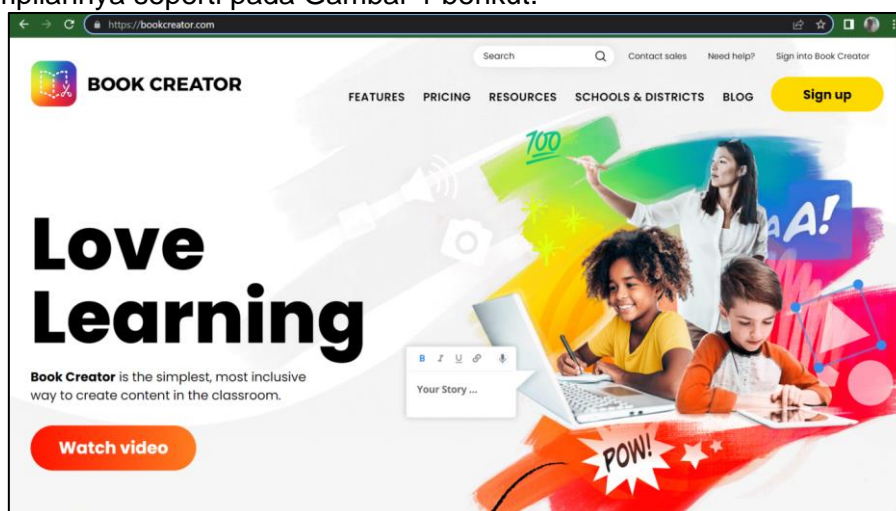 seperti pada Gambar 1 berikut.
https://bookcreator.com
Search
Contact sales
Need help?
Sign into Book Creator
BOOK CREATOR
FEATURES
PRICING
RESOURCES
SCHOOLS & DISTRICTS
BLOG
Sign up
100
AA!
Love
Learning
Book Creator is the simplest, most inclusive
way to create content in the classroom.
Watch video
B I U
Your Story ...
POW!